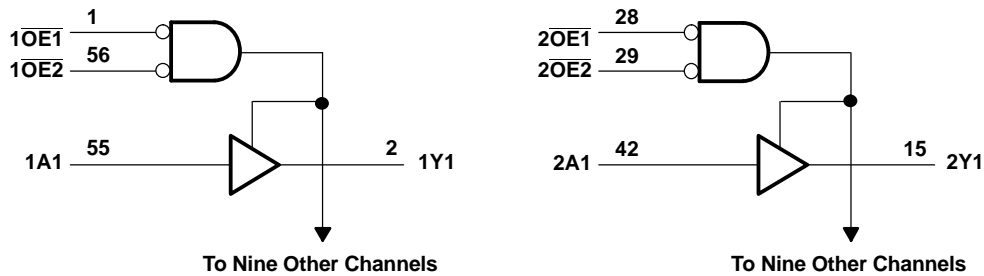 1
1OE1
56
1OE2
55
1A1
2
1Y1
To Nine Other Channels
28
2OE1
29
2OE2
42
2A1
15
2Y1
To Nine Other Channels